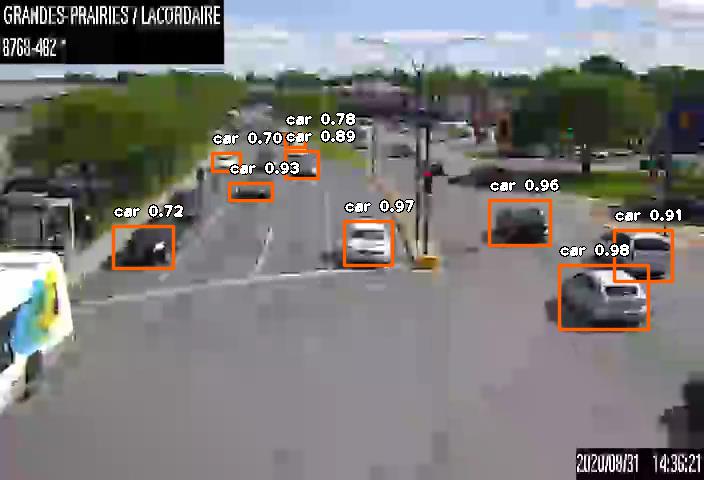 GRANDES-PRAIRIES / LACORDAIRE
8768-482 *
car 0.78
car 0.70
car 0.89
car 0.93
car 0.96
car 0.72
car 0.97
car 0.91
car 0.98
2020/08/31 14:36:21